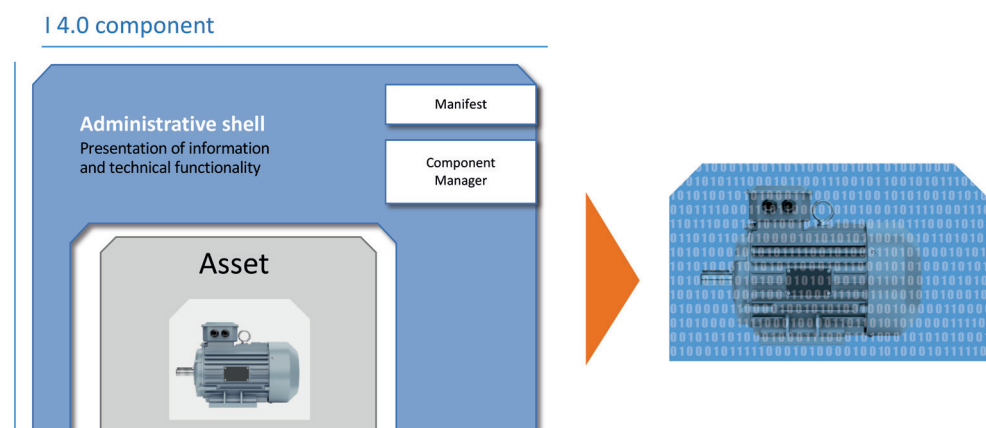 I 4.0 component
Administrative shell
Presentation of information
and technical functionality
Manifest
Component
Manager
Asset